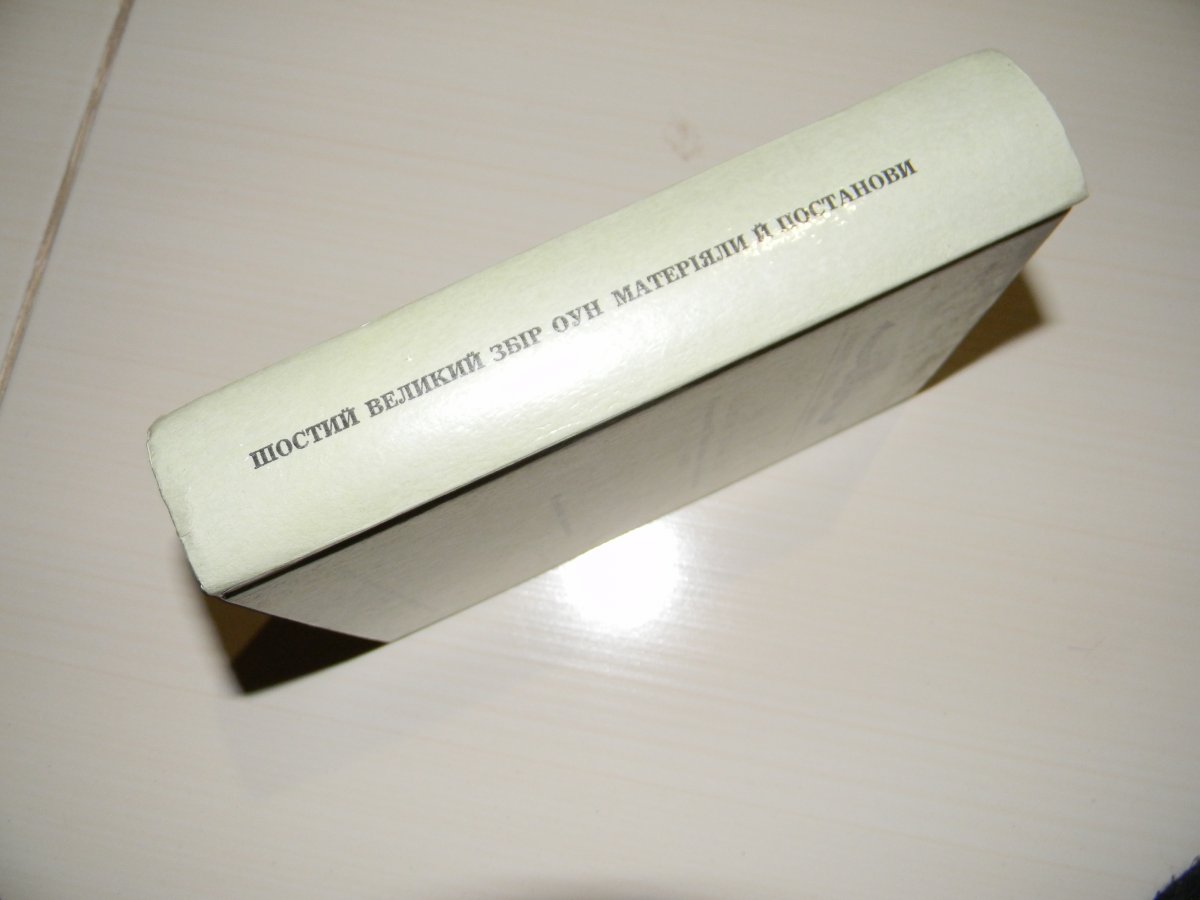 ШОСТИЙ ВЕЛИКИЙ ЗБІР ОУН МАТЕРІЯЛИ Й ПОСТАНОВИ